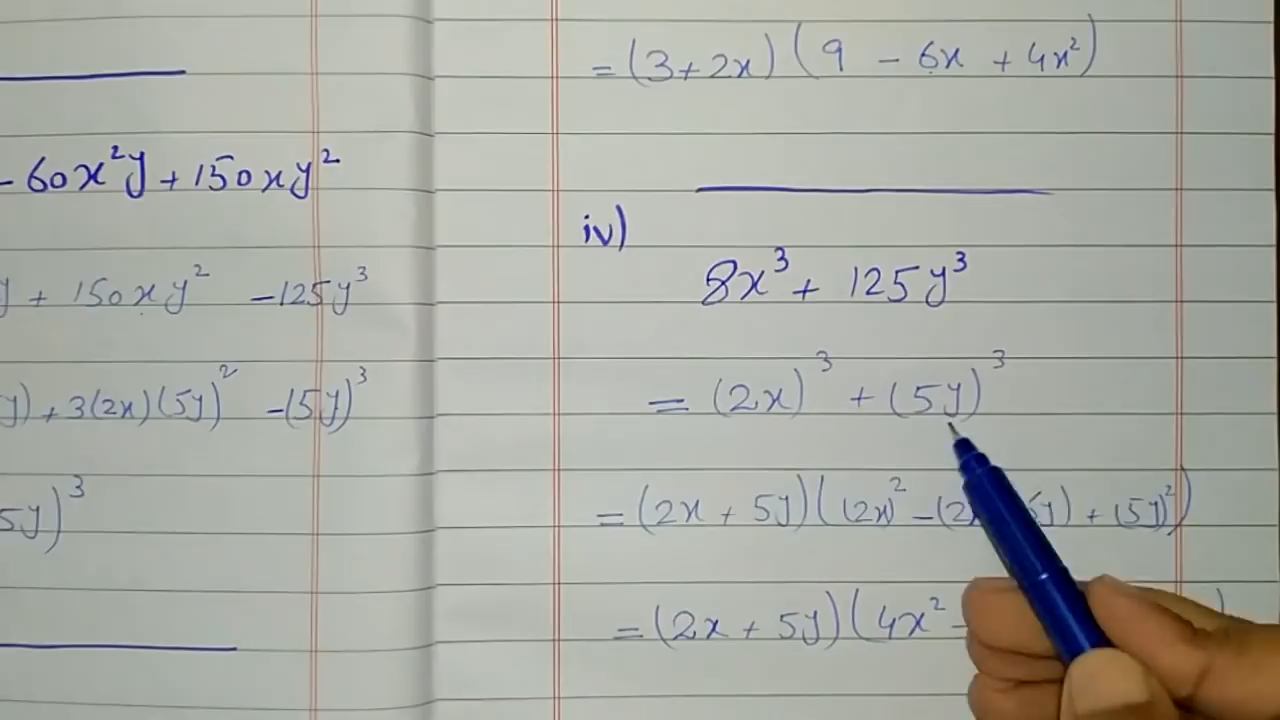 - 60x²y + 150xy²
y + 150xy² - 125y³
y) + 3(2x)(5y)² - (5y)³
5y)³
= (3 + 2x) (9 - 6x + 4x²)
iv)
8x³ + 125y³
= (2x)³ + (5y)³
= (2x + 5y) ((2x)² - (2x 5y) + (5y)²)
= (2x + 5y) (4x² -